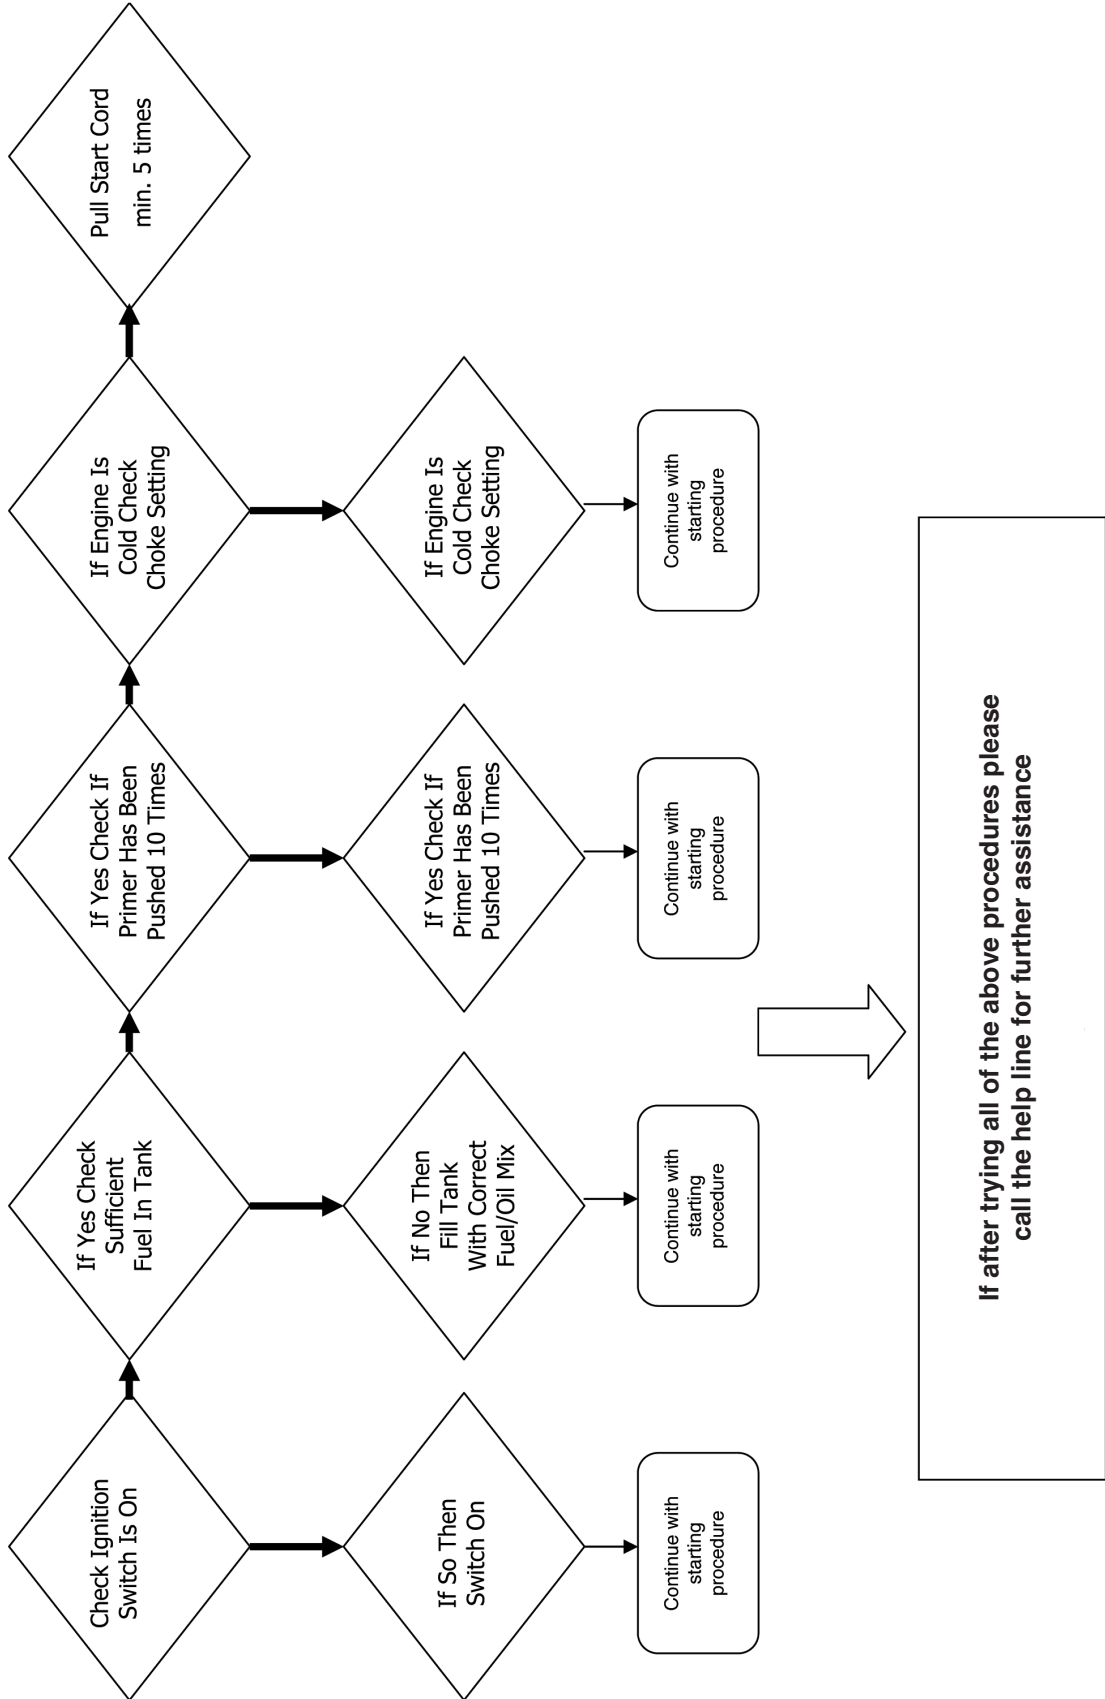 Check Ignition
Switch Is On
If Yes Check
Sufficient
Fuel In Tank
If Yes Check If
Primer Has Been
Pushed 10 Times
If Engine Is
Cold Check
Choke Setting
Pull Start Cord
min. 5 times
If So Then
Switch On
If No Then
Fill Tank
With Correct
Fuel/Oil Mix
If Yes Check If
Primer Has Been
Pushed 10 Times
If Engine Is
Cold Check
Choke Setting
Continue with
starting
procedure
Continue with
starting
procedure
Continue with
starting
procedure
Continue with
starting
procedure
If after trying all of the above procedures please
call the help line for further assistance